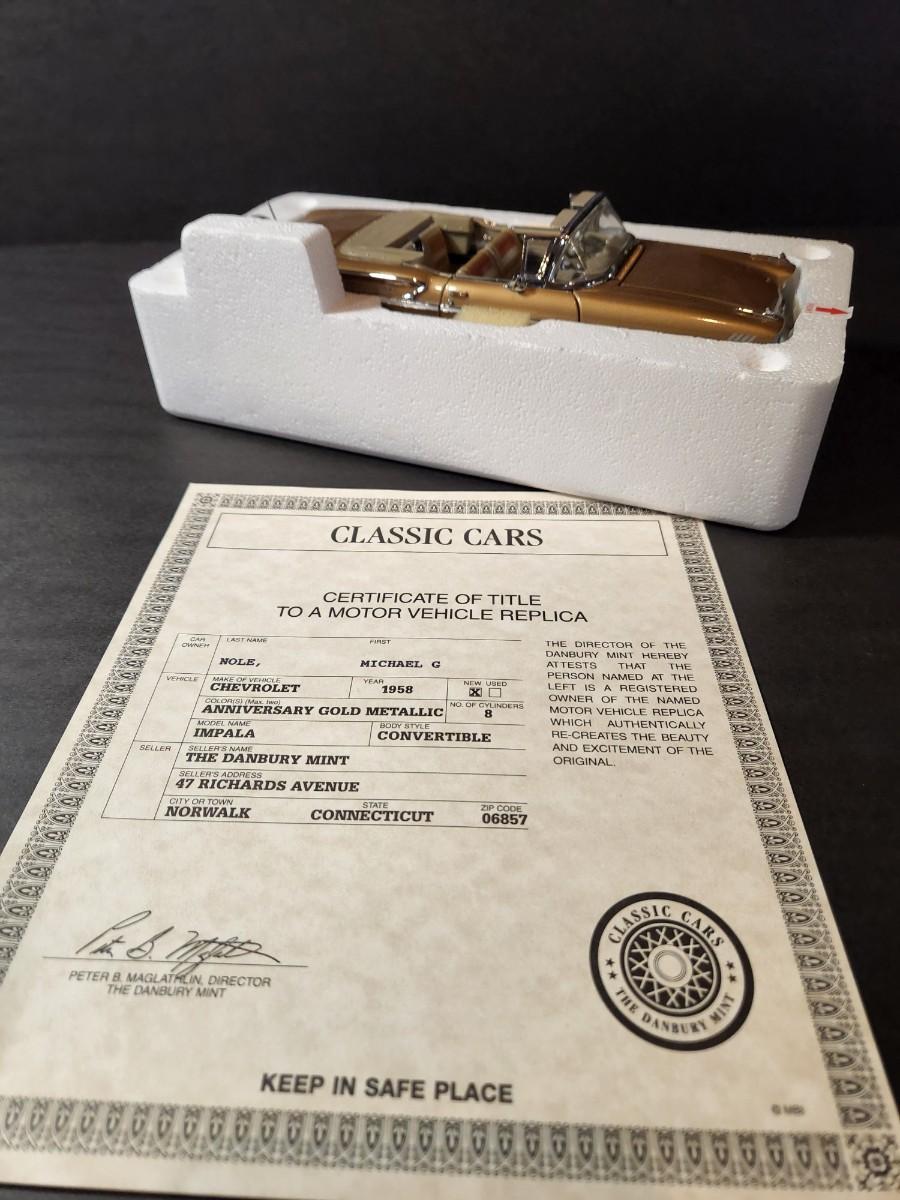 CLASSIC CARS
CERTIFICATE OF TITLE
TO A MOTOR VEHICLE REPLICA
CAR OWNER LAST NAME FIRST
NOLE, MICHAEL G
VEHICLE MAKE OF VEHICLE YEAR NEW USED
CHEVROLET 1958 X
COLOR(S) (Max. two) NO. OF CYLINDERS
ANNIVERSARY GOLD METALLIC 8
MODEL NAME BODY STYLE
IMPALA CONVERTIBLE
SELLER SELLER'S NAME
THE DANBURY MINT
SELLER'S ADDRESS
47 RICHARDS AVENUE
CITY OR TOWN STATE ZIP CODE
NORWALK CONNECTICUT 06857
THE DIRECTOR OF THE
DANBURY MINT HEREBY
ATTESTS THAT THE
PERSON NAMED AT THE
LEFT IS A REGISTERED
OWNER OF THE NAMED
MOTOR VEHICLE REPLICA
WHICH AUTHENTICALLY
RE-CREATES THE BEAUTY
AND EXCITEMENT OF THE
ORIGINAL.
PETER B. MAGLATHLIN, DIRECTOR
THE DANBURY MINT
CLASSIC CARS
THE DANBURY MINT
KEEP IN SAFE PLACE